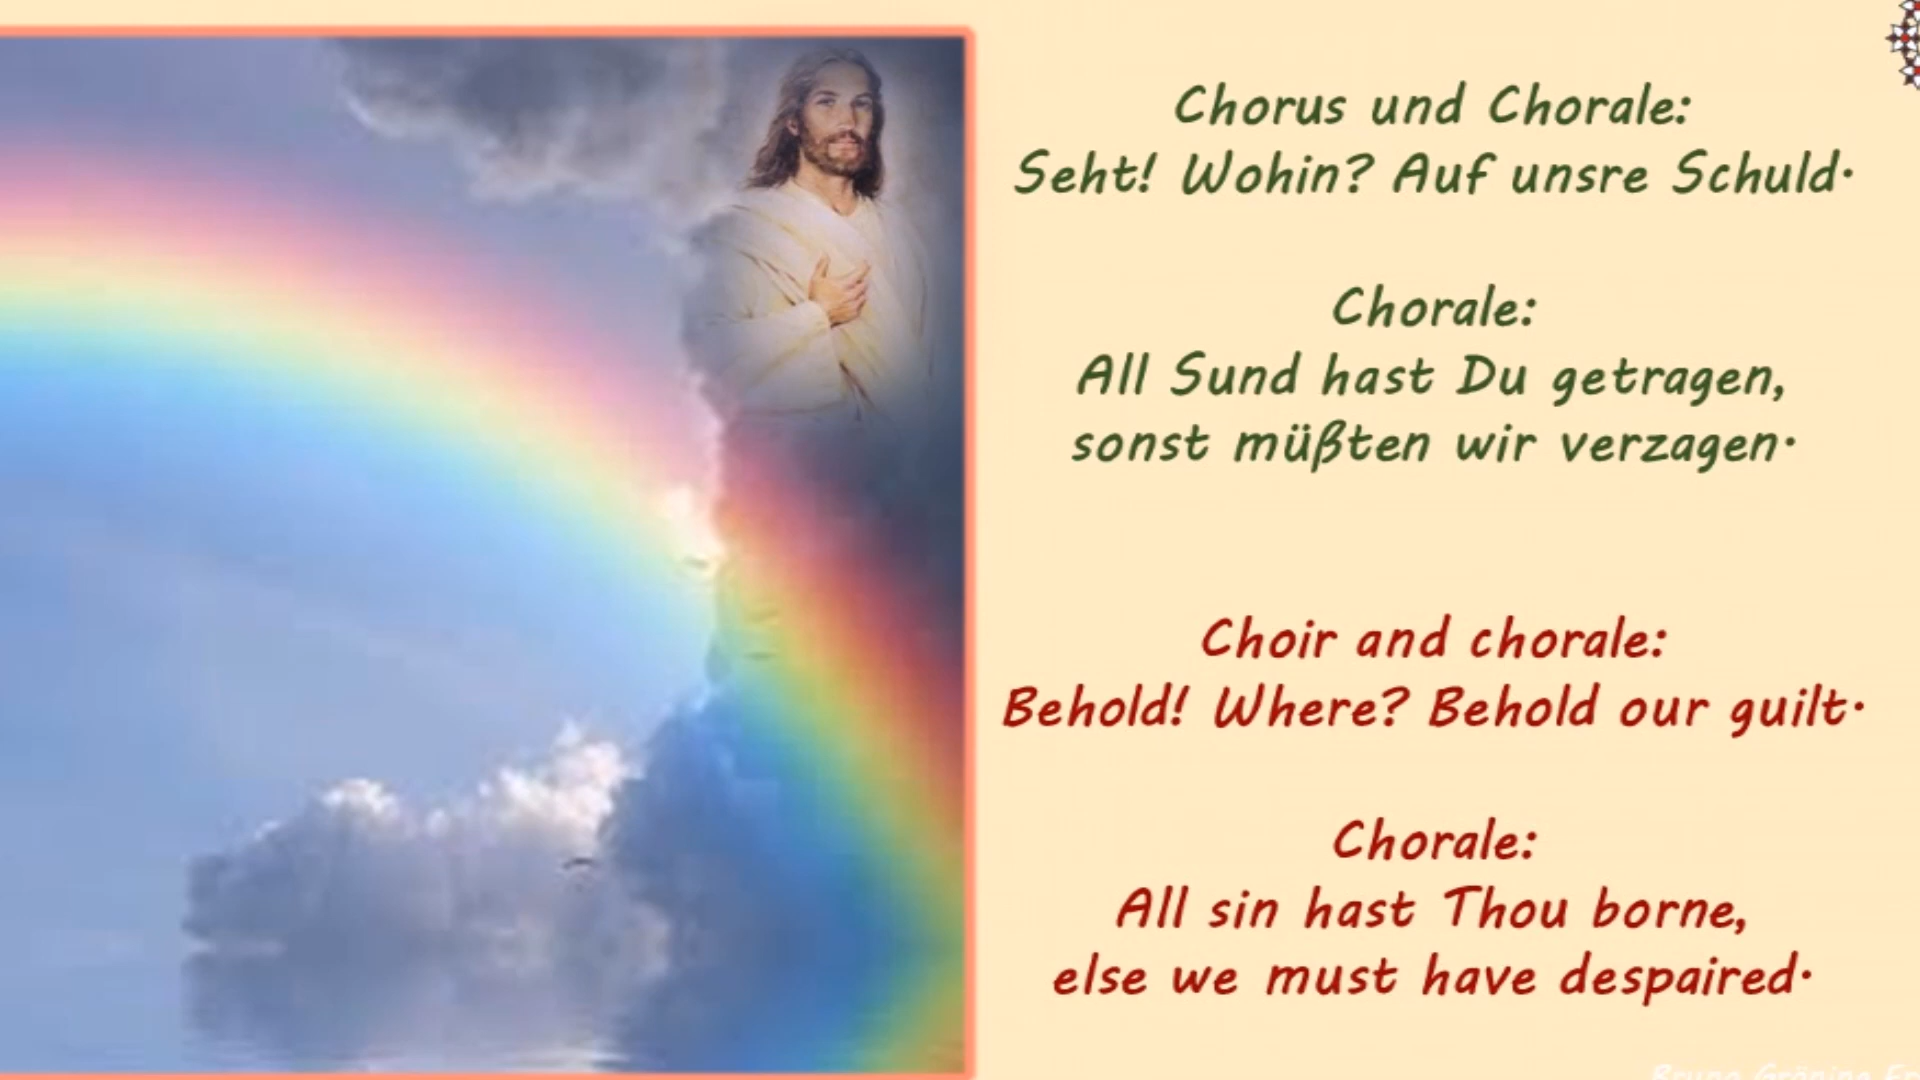 Chorus und Chorale:
Seht! Wohin? Auf unsre Schuld.
Chorale:
All Sund hast Du getragen,
sonst müßten wir verzagen.
Choir and chorale:
Behold! Where? Behold our guilt.
Chorale:
All sin hast Thou borne,
else we must have despaired.